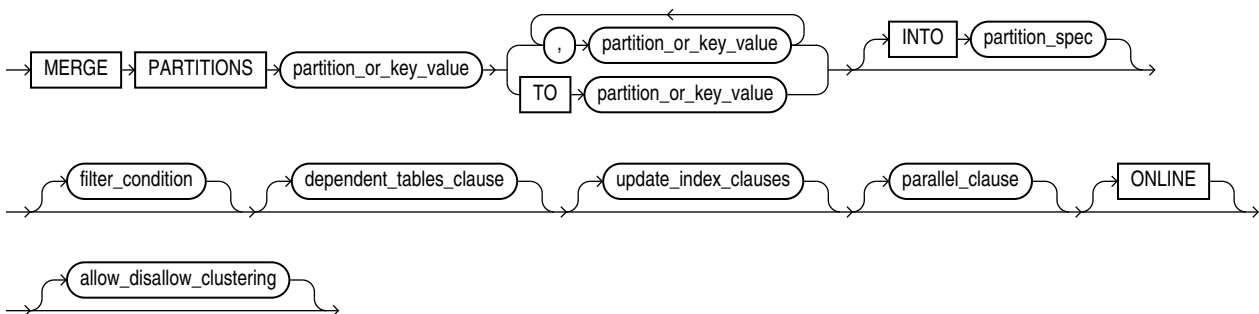 , partition_or_key_value INTO partition_spec
MERGE PARTITIONS partition_or_key_value
TO partition_or_key_value
filter_condition dependent_tables_clause update_index_clauses parallel_clause ONLINE
allow_disallow_clustering